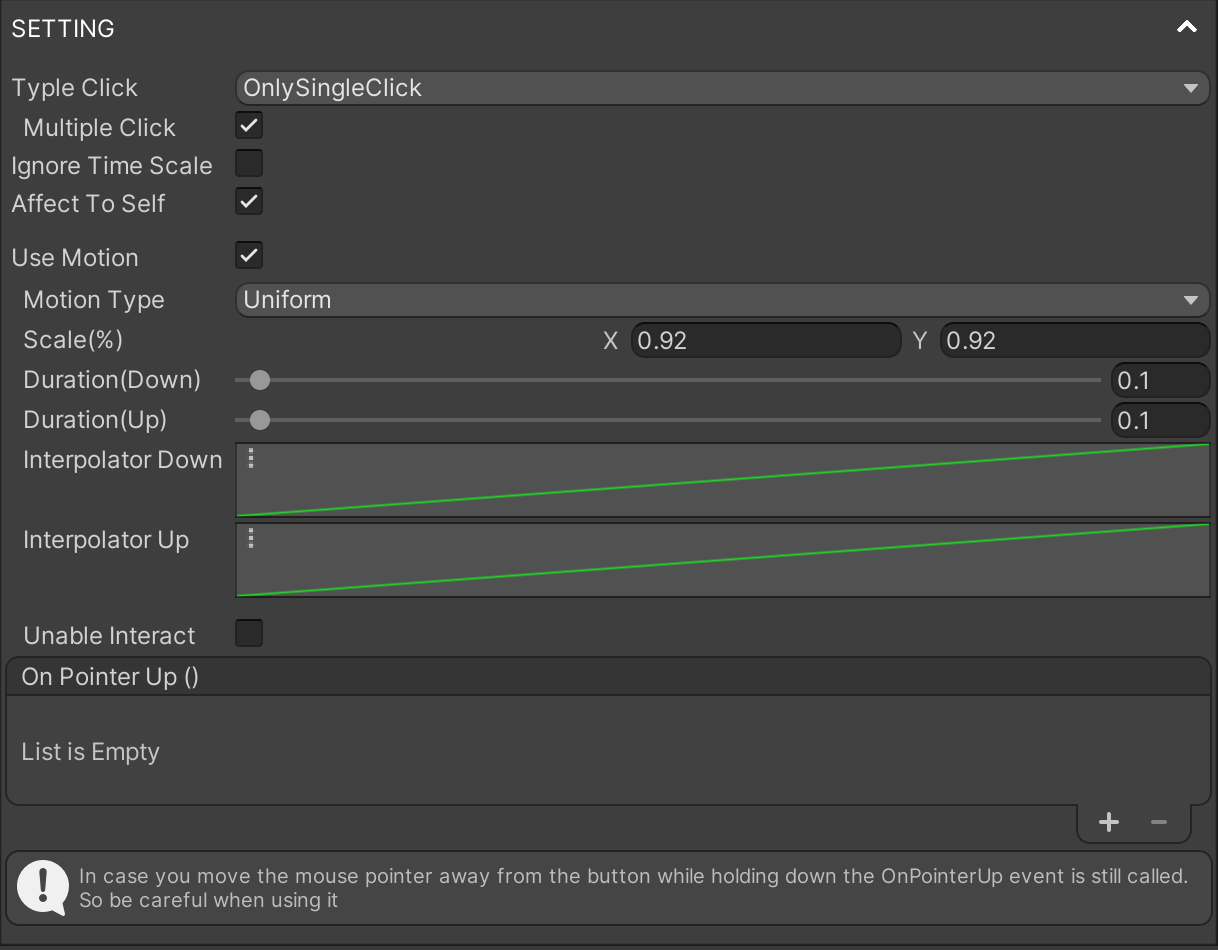 SETTING
Typle Click
OnlySingleClick
Multiple Click
Ignore Time Scale
Affect To Self
Use Motion
Motion Type
Uniform
Scale(%)
X 0.92 Y 0.92
Duration(Down)
0.1
Duration(Up)
0.1
Interpolator Down
Interpolator Up
Unable Interact
On Pointer Up ()
List is Empty
In case you move the mouse pointer away from the button while holding down the OnPointerUp event is still called.
So be careful when using it